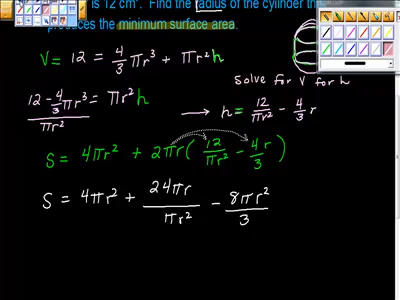 is 12 cm³. Find the radius of the cylinder th
produces the minimum surface area.
V = 12 = 4/3 πr³ + πr²h
Solve for V for h
(12 - 4/3 πr³)/πr² = πr²h
→ h = 12/πr² - 4/3 r
S = 4πr² + 2πr(12/πr² - 4r/3)
S = 4πr² + 24πr/πr² - 8πr²/3